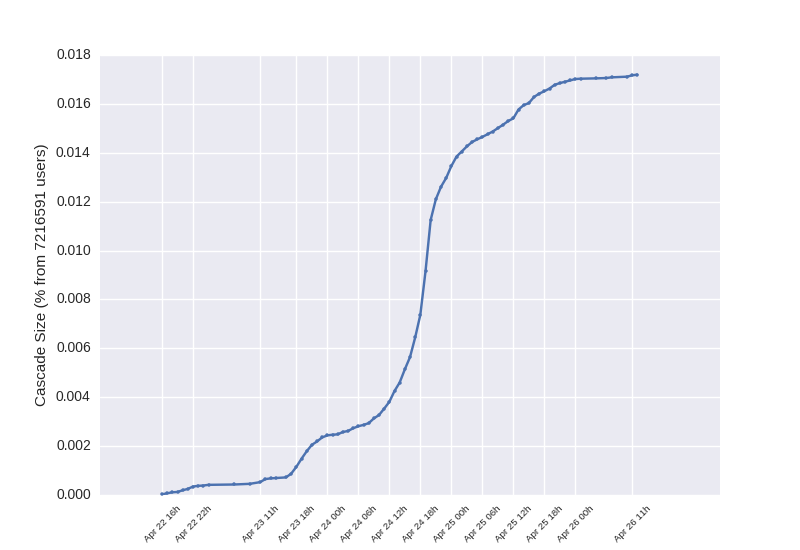 Cascade Size (% from 7216591 users)
0.018
0.016
0.014
0.012
0.010
0.008
0.006
0.004
0.002
0.000
Apr 22 16h
Apr 22 22h
Apr 23 11h
Apr 23 18h
Apr 24 00h
Apr 24 06h
Apr 24 12h
Apr 24 18h
Apr 25 00h
Apr 25 06h
Apr 25 12h
Apr 25 18h
Apr 26 00h
Apr 26 11h